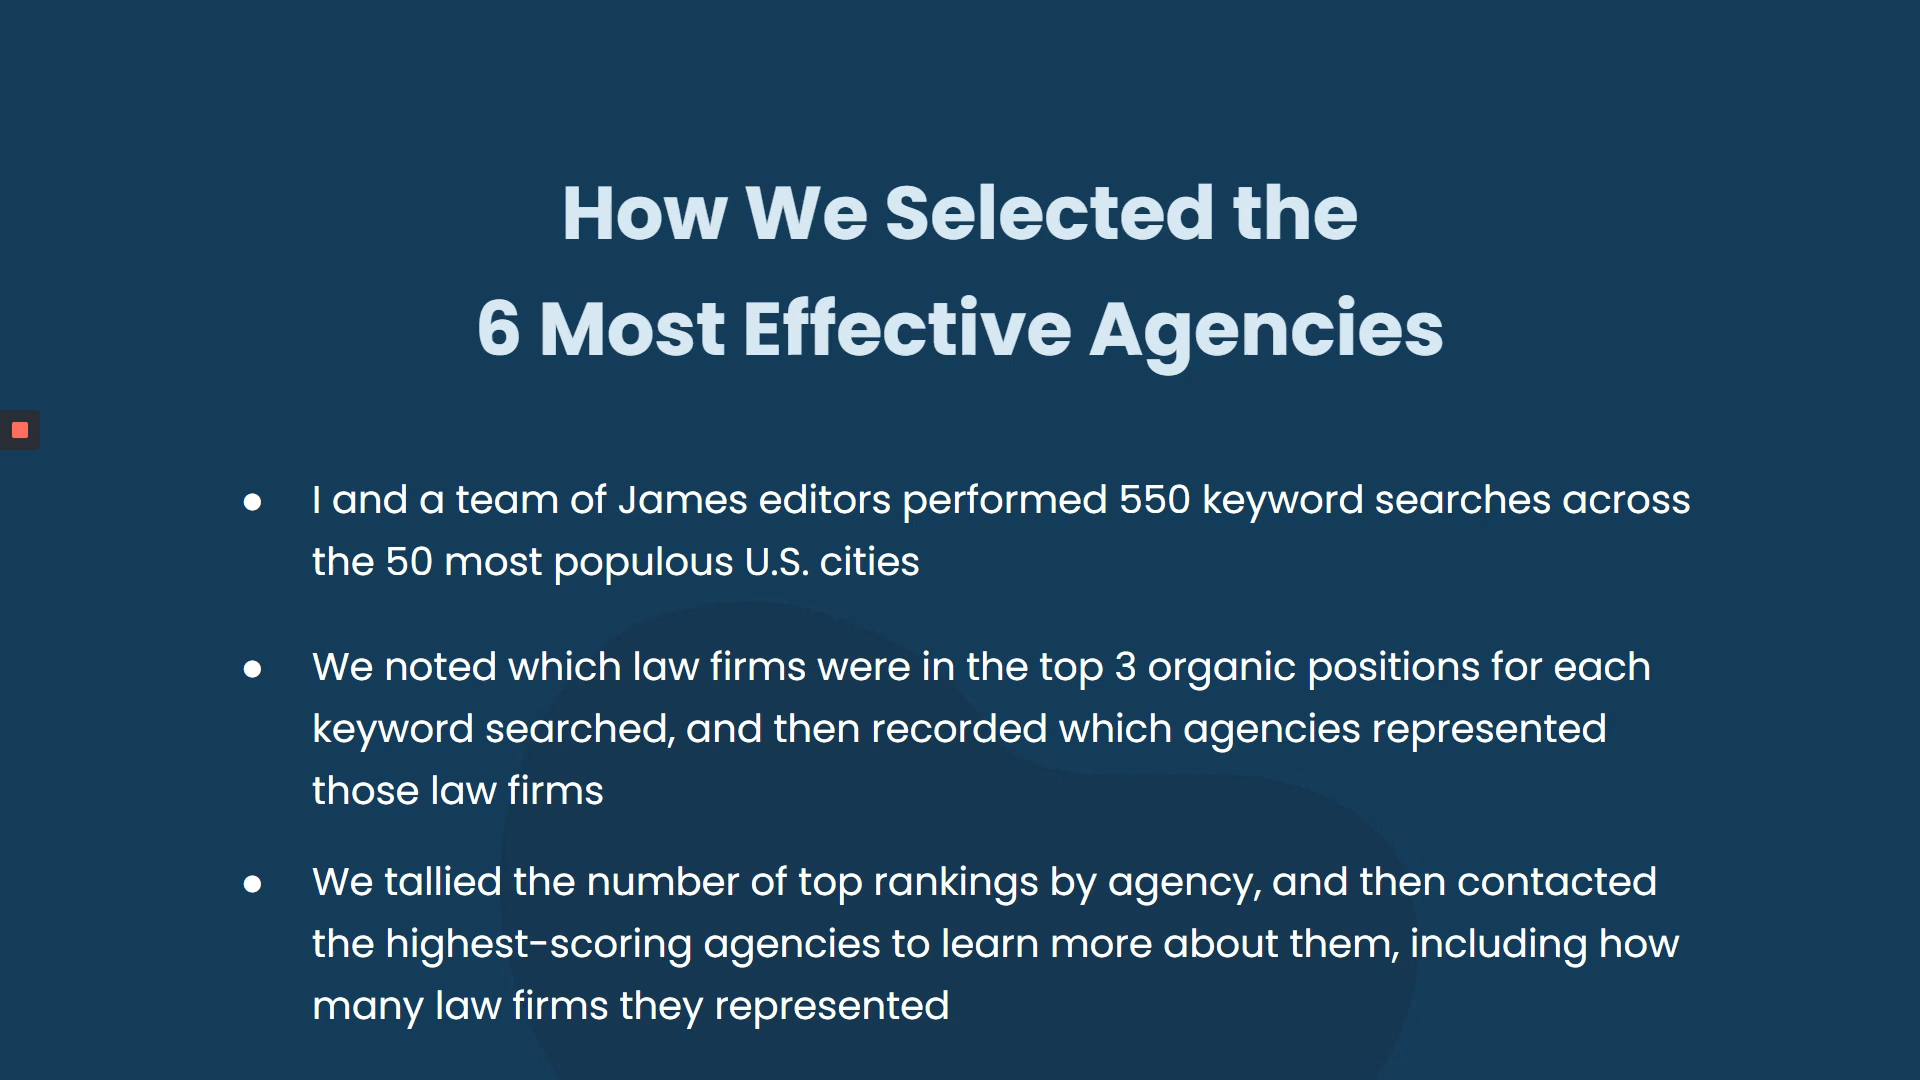 How We Selected the
6 Most Effective Agencies
● I and a team of James editors performed 550 keyword searches across
the 50 most populous U.S. cities
● We noted which law firms were in the top 3 organic positions for each
keyword searched, and then recorded which agencies represented
those law firms
● We tallied the number of top rankings by agency, and then contacted
the highest-scoring agencies to learn more about them, including how
many law firms they represented